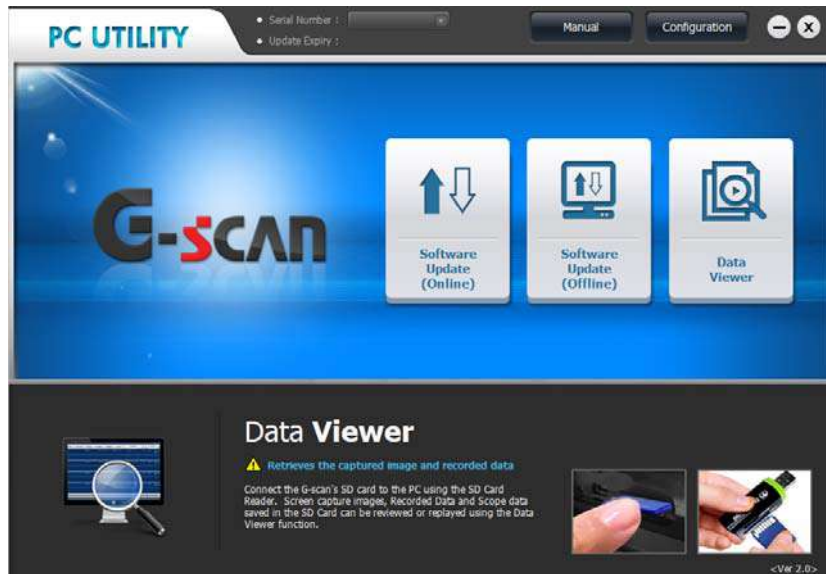 PC UTILITY
● Serial Number :
● Update Expiry :
Manual
Configuration
G-scan
Software
Update
(Online)
Software
Update
(Offline)
Data
Viewer
Data Viewer
Retrieves the captured image and recorded data
Connect the G-scan's SD card to the PC using the SD Card
Reader. Screen capture images, Recorded Data and Scope data
saved in the SD Card can be reviewed or replayed using the Data
Viewer function.
<Ver 2.0>